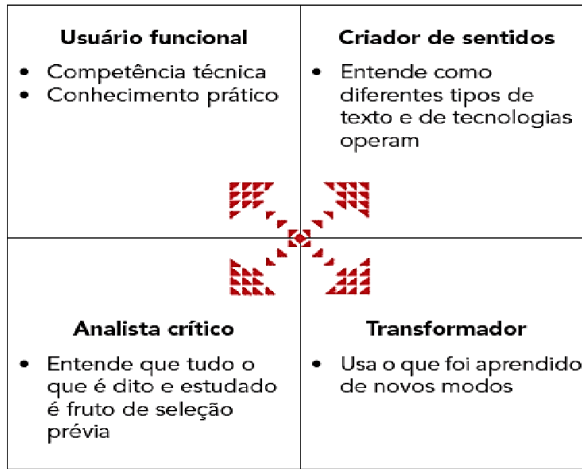 Usuário funcional
• Competência técnica
• Conhecimento prático
Criador de sentidos
• Entende como
diferentes tipos de
texto e de tecnologias
operam
Analista crítico
• Entende que tudo o
que é dito e estudado
é fruto de seleção
prévia
Transformador
• Usa o que foi aprendido
de novos modos